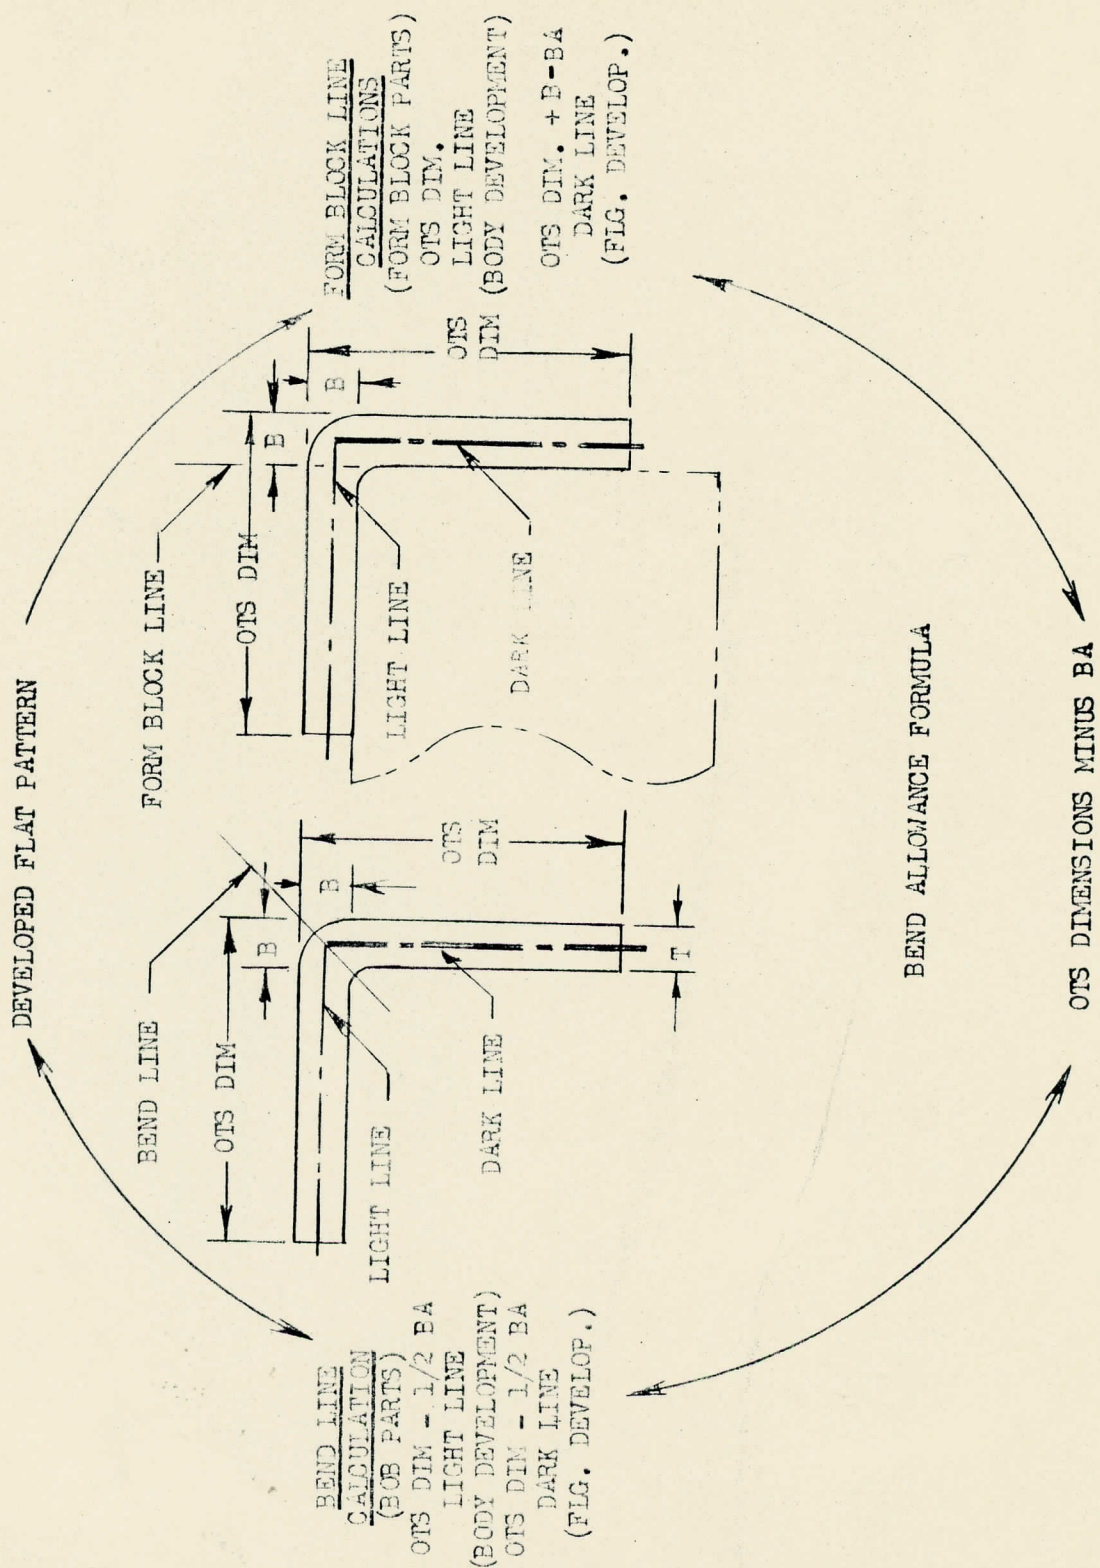 DEVELOPED FLAT PATTERN
BEND LINE
FORM BLOCK LINE
OTS DIM
B
B
OTS DIM
B
B
BEND LINE
CALCULATION
(BOB PARTS)
OTS DIM - 1/2 BA
LIGHT LINE
(BODY DEVELOPMENT)
OTS DIM - 1/2 BA
DARK LINE
(FLG. DEVELOP.)
LIGHT LINE
DARK LINE
OTS
DIM
T
LIGHT LINE
DARK LINE
OTS
DIM
FORM BLOCK LINE
CALCULATIONS
(FORM BLOCK PARTS)
OTS DIM.
LIGHT LINE
(BODY DEVELOPMENT)
OTS DIM. + B-BA
DARK LINE
(FLG. DEVELOP.)
BEND ALLOWANCE FORMULA
OTS DIMENSIONS MINUS BA